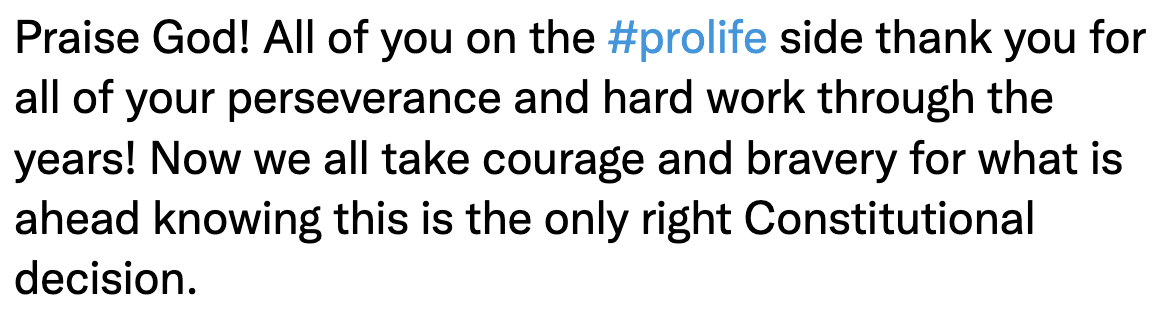 Praise God! All of you on the #prolife side thank you for
all of your perseverance and hard work through the
years! Now we all take courage and bravery for what is
ahead knowing this is the only right Constitutional
decision.